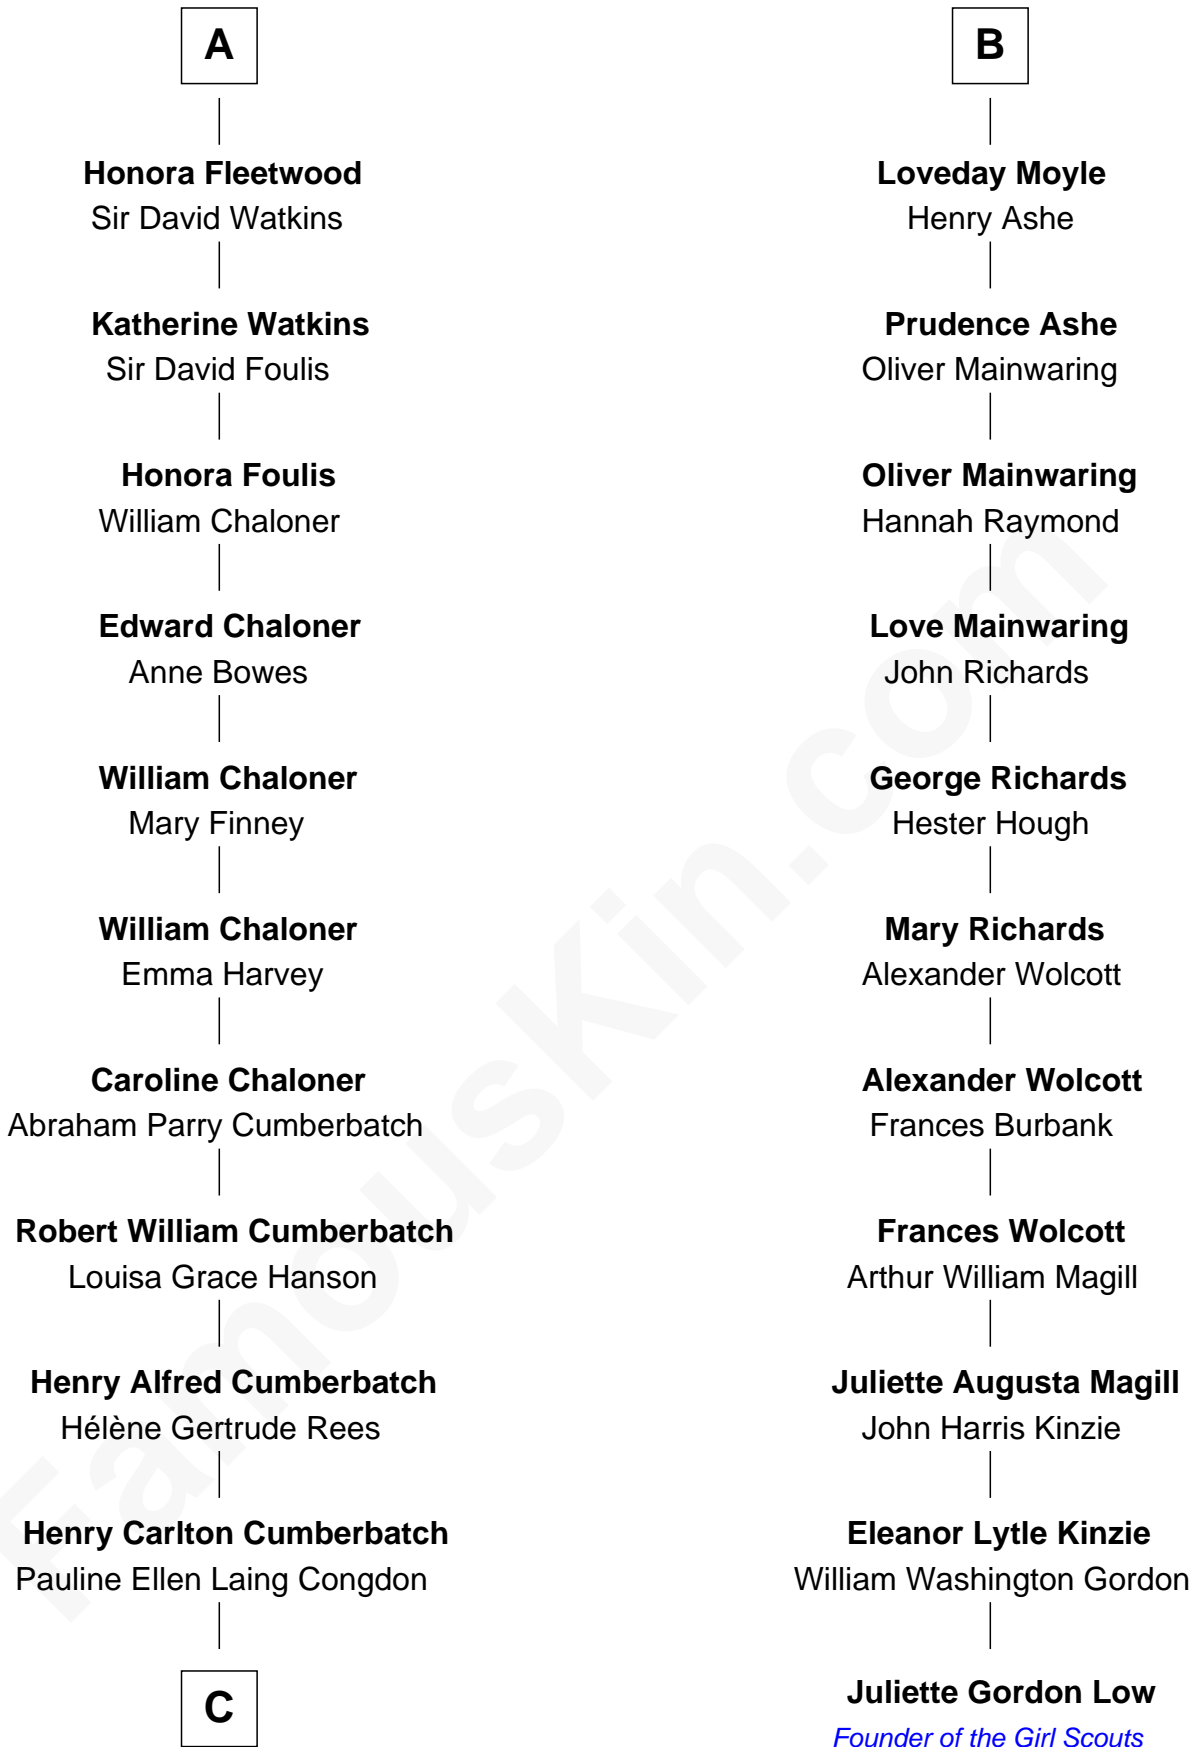 A
Honora Fleetwood
Sir David Watkins
Katherine Watkins
Sir David Foulis
Honora Foulis
William Chaloner
Edward Chaloner
Anne Bowes
William Chaloner
Mary Finney
William Chaloner
Emma Harvey
Caroline Chaloner
Abraham Parry Cumberbatch
Robert William Cumberbatch
Louisa Grace Hanson
Henry Alfred Cumberbatch
Hélène Gertrude Rees
Henry Carlton Cumberbatch
Pauline Ellen Laing Congdon
C
B
Loveday Moyle
Henry Ashe
Prudence Ashe
Oliver Mainwaring
Oliver Mainwaring
Hannah Raymond
Love Mainwaring
John Richards
George Richards
Hester Hough
Mary Richards
Alexander Wolcott
Alexander Wolcott
Frances Burbank
Frances Wolcott
Arthur William Magill
Juliette Augusta Magill
John Harris Kinzie
Eleanor Lytle Kinzie
William Washington Gordon
Juliette Gordon Low
Founder of the Girl Scouts
FamousKin.com